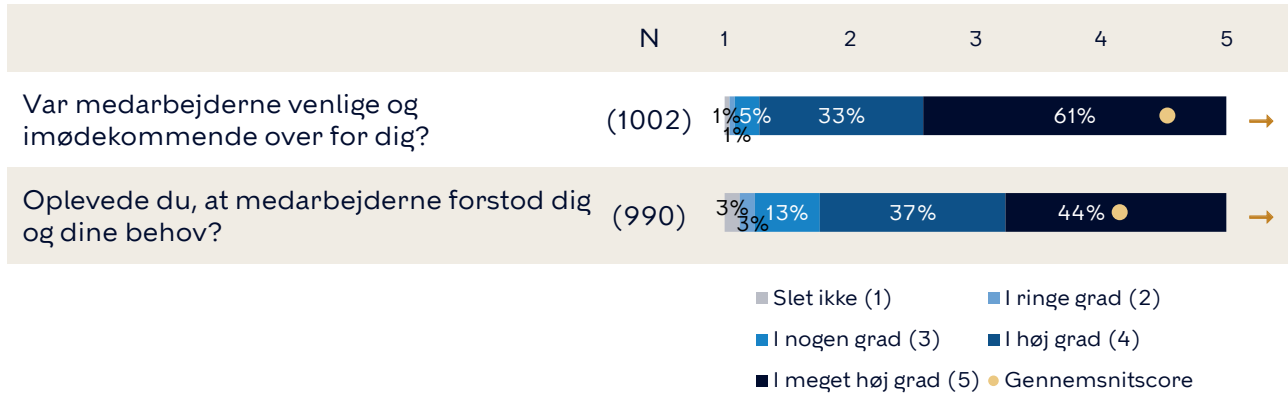 N 1 2 3 4 5
Var medarbejderne venlige og
imødekommende over for dig?
(1002) 1% 1% 5% 33% 61% →
Oplevede du, at medarbejderne forstod dig
og dine behov?
(990) 3% 3% 13% 37% 44% →
Slet ikke (1) I ringe grad (2)
I nogen grad (3) I høj grad (4)
I meget høj grad (5) Gennemsnitscore